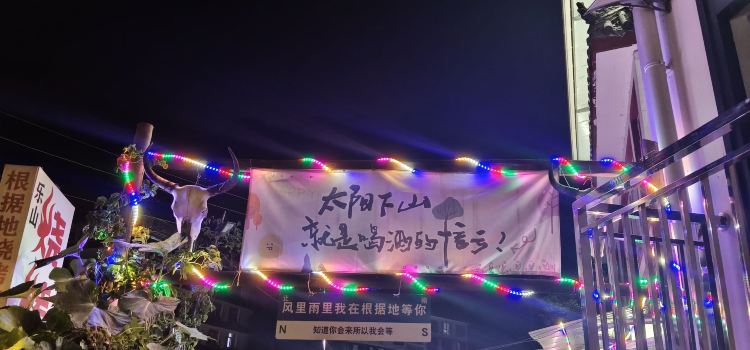 太阳下山
就是喝酒的信号！
北 南
风里雨里我在根据地等你
N 知道你会来所以我会等 S
乐山
根据地烧